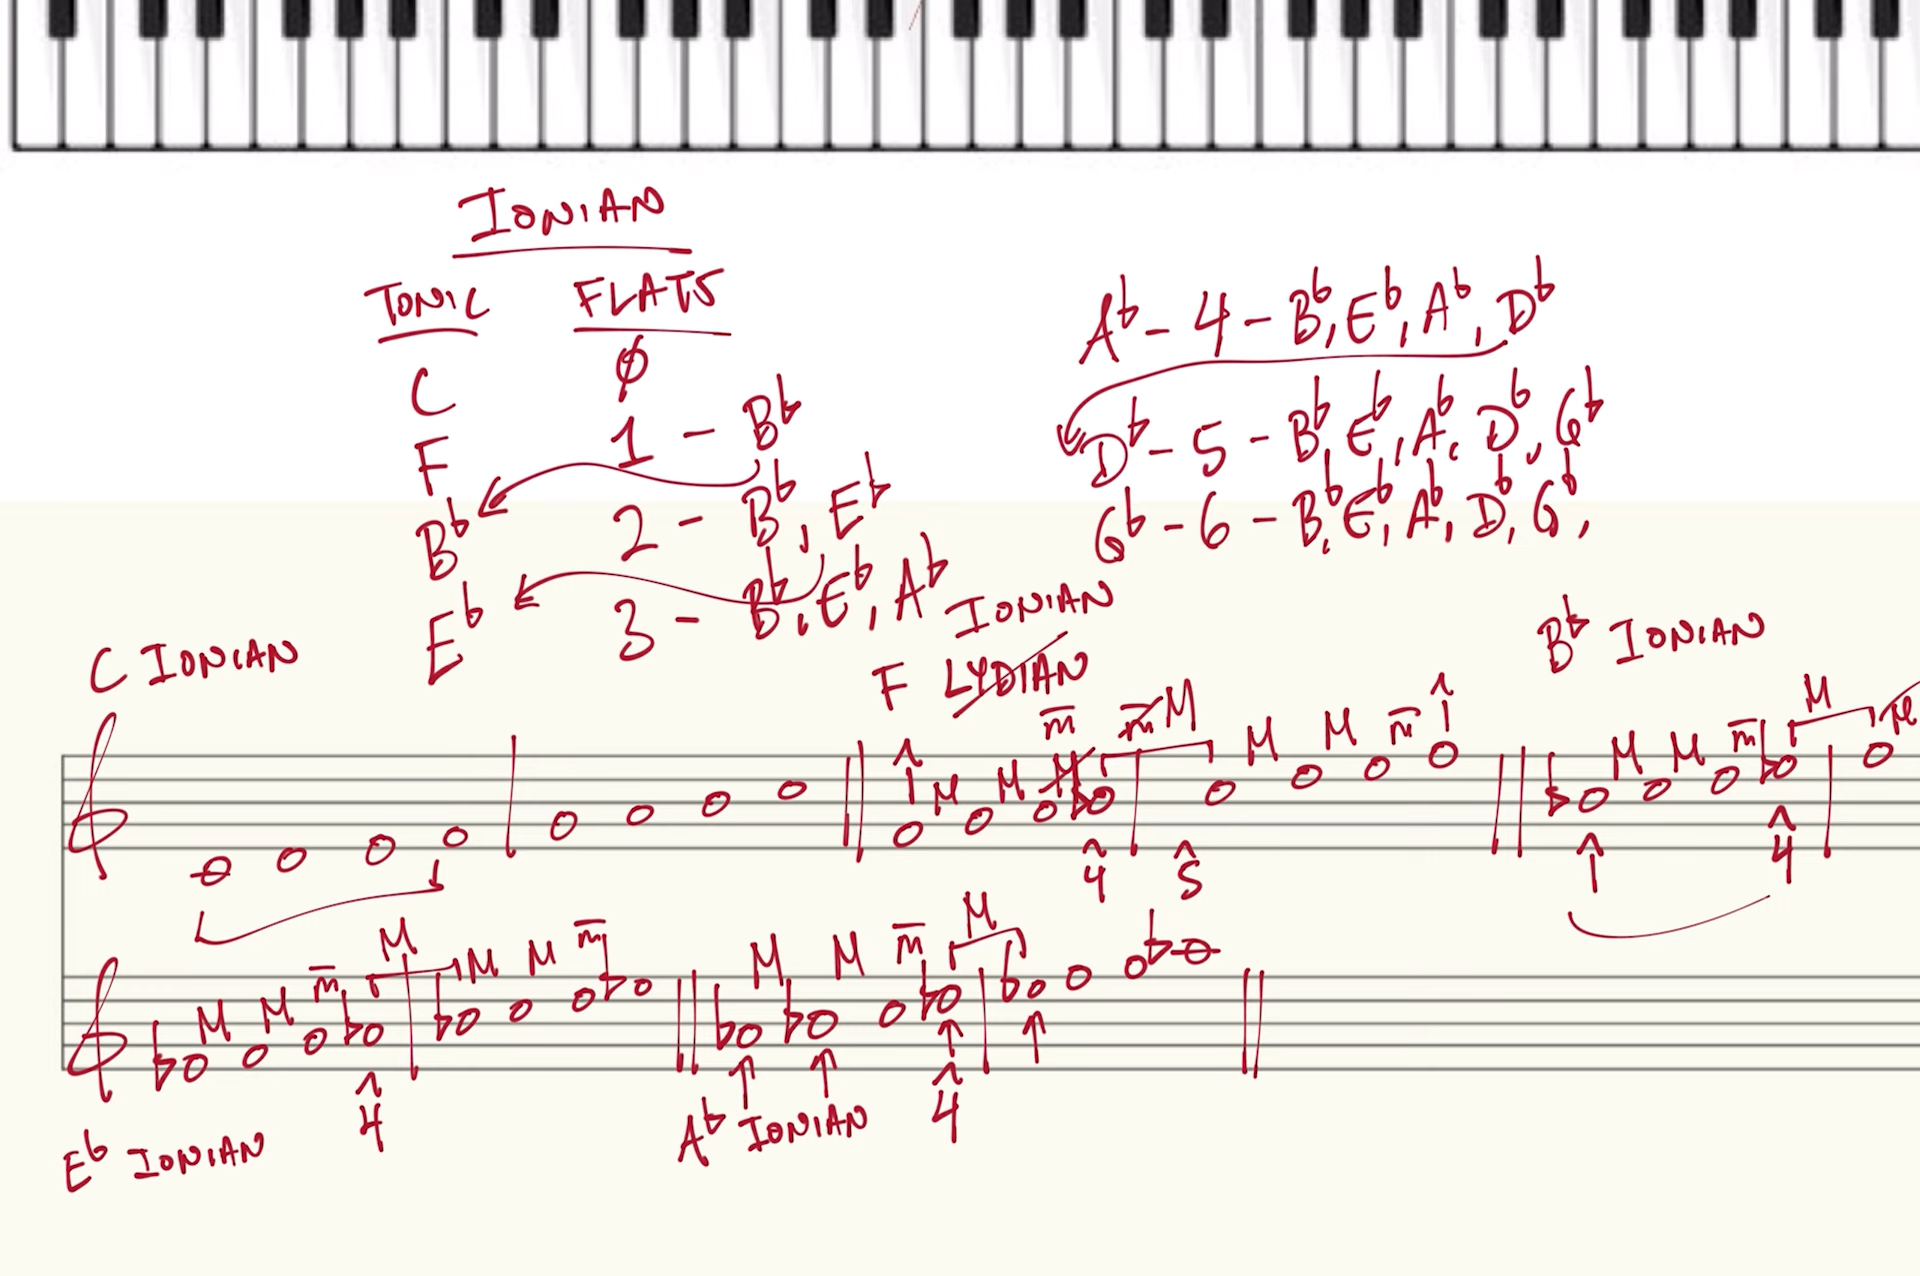 IONIAN
TONIC FLATS
C ∅
F 1 - B♭
B♭ 2 - B♭, E♭
E♭ 3 - B♭, E♭, A♭
A♭ - 4 - B♭, E♭, A♭, D♭
D♭ - 5 - B♭, E♭, A♭, D♭, G♭
G♭ - 6 - B♭, E♭, A♭, D♭, G♭,
C IONIAN
IONIAN
F LYDIAN
B♭ IONIAN
m m M
1 M M M M M m 1
4 5
M M m M
1 4
M M m M M M m
4
E♭ IONIAN
M M m M
4
A♭ IONIAN